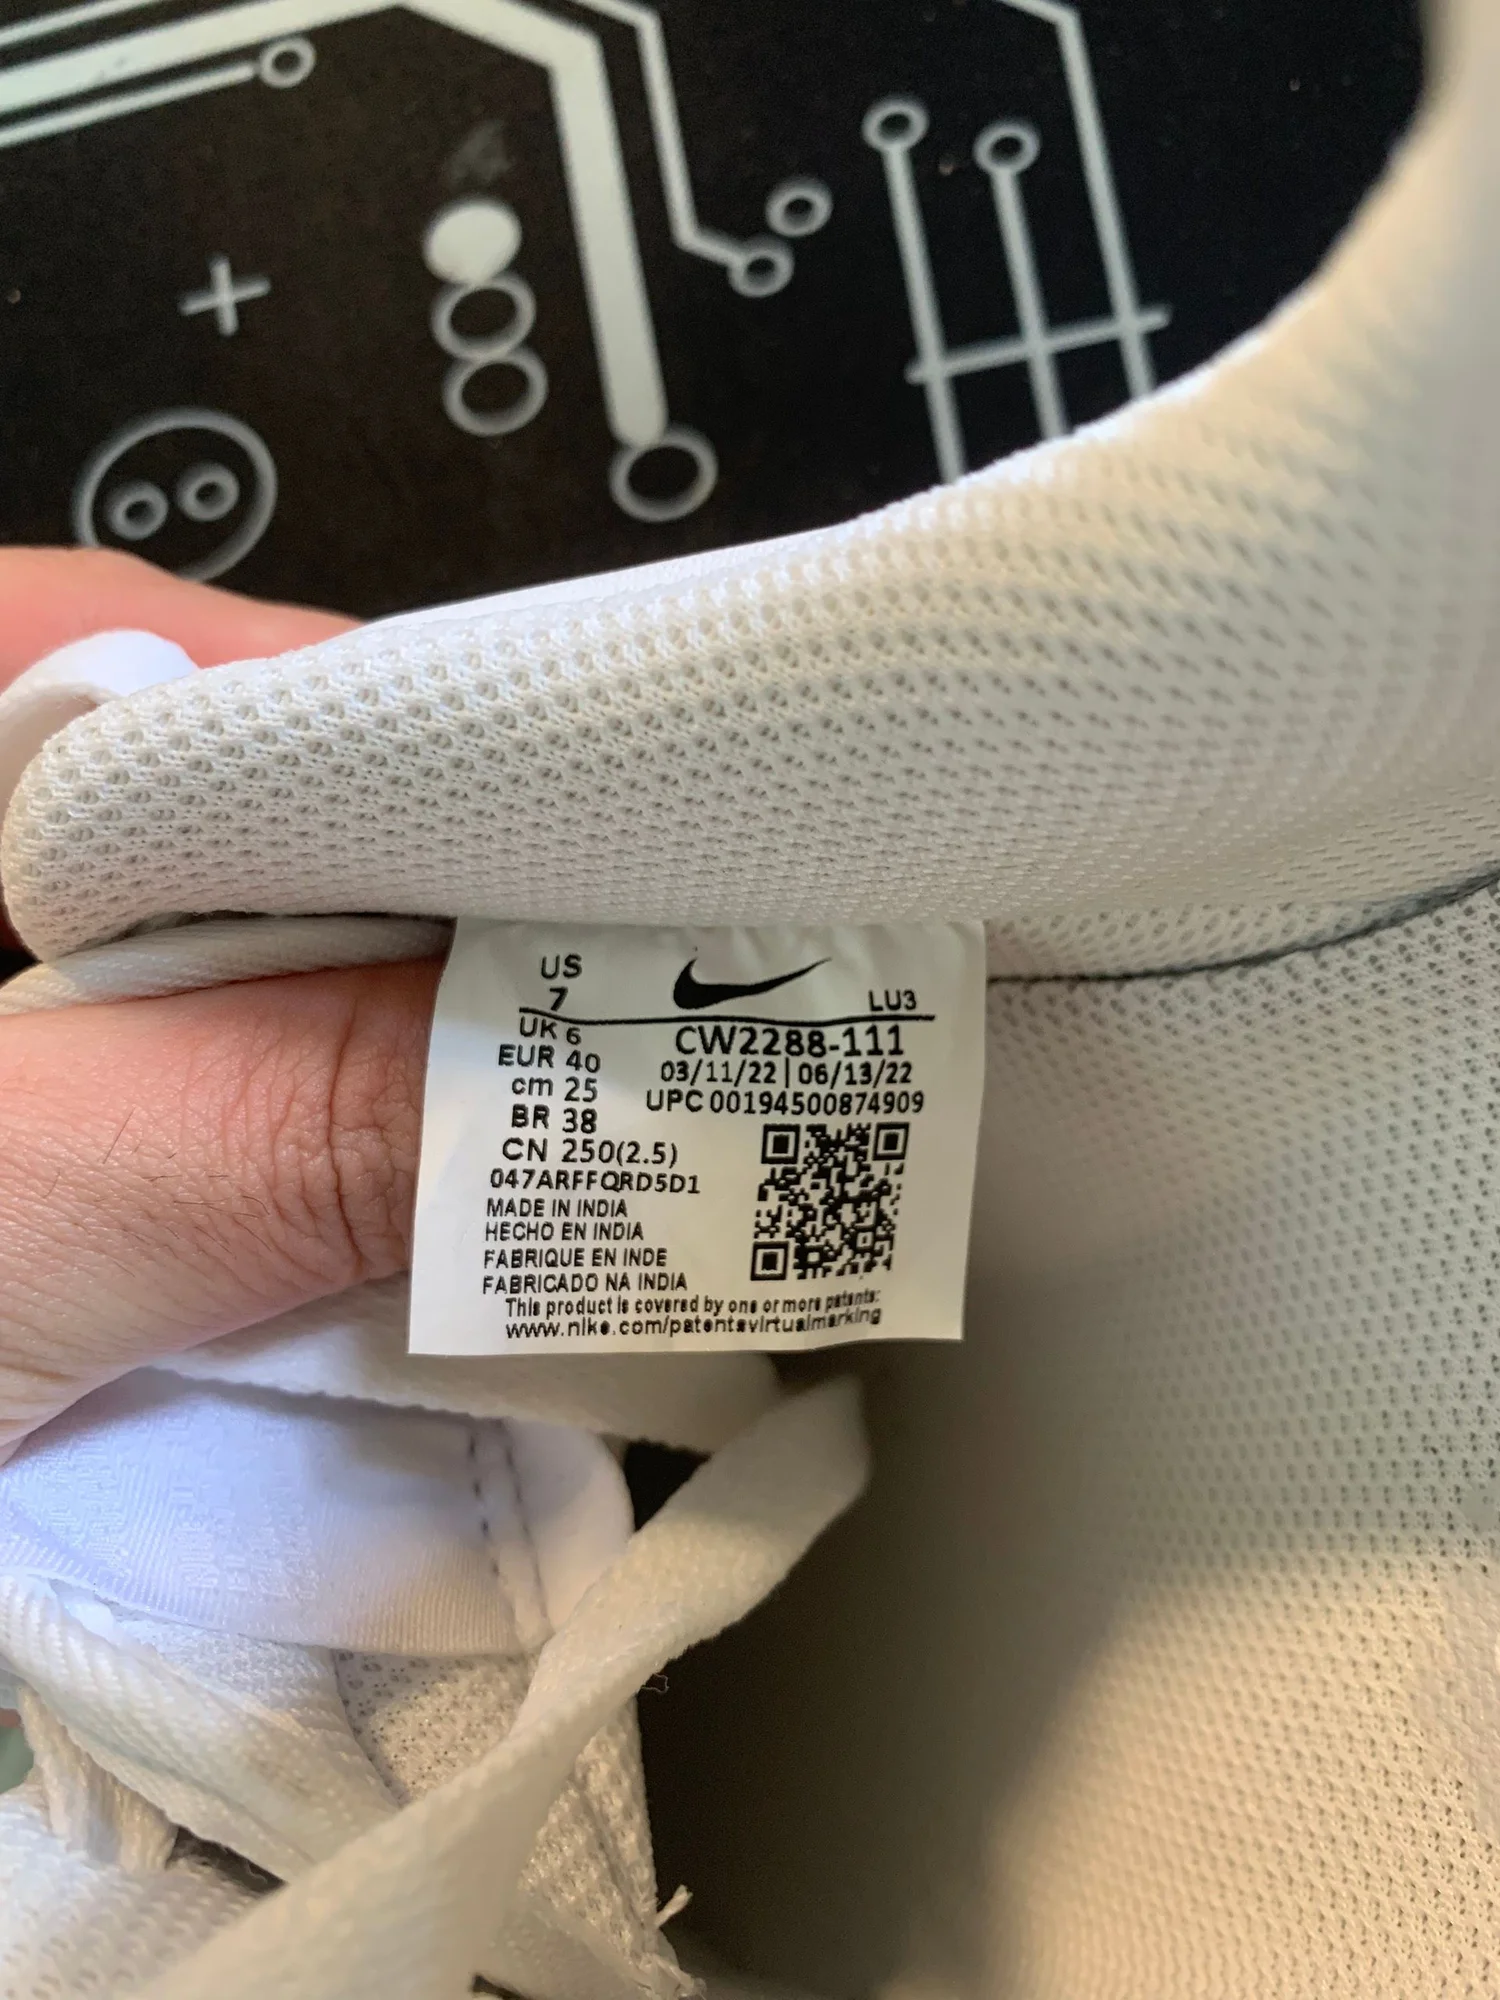 US
7
LU3
UK 6
EUR 40
cm 25
BR 38
CN 250(2.5)
CW2288-111
03/11/22 | 06/13/22
UPC 00194500874909
047ARFFQRD5D1
MADE IN INDIA
HECHO EN INDIA
FABRIQUE EN INDE
FABRICADO NA INDIA
This product is covered by one or more patents:
www.nike.com/patentsvirtualmarking